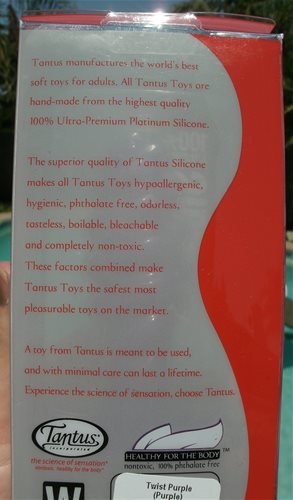 Tantus manufactures the world's best
soft toys for adults. All Tantus Toys are
hand-made from the highest quality
100% Ultra-Premium Platinum Silicone.
The superior quality of Tantus Silicone
makes all Tantus Toys hypoallergenic,
hygienic, phthalate free, odorless,
tasteless, boilable, bleachable
and completely non-toxic.
These factors combined make
Tantus Toys the safest most
pleasurable toys on the market.
A toy from Tantus is meant to be used,
and with minimal care can last a lifetime.
Experience the science of sensation, choose Tantus.
Tantus
incorporated
the science of sensation
HEALTHY FOR THE BODY™
nontoxic, 100% phthalate free
Twist Purple
(Purple)